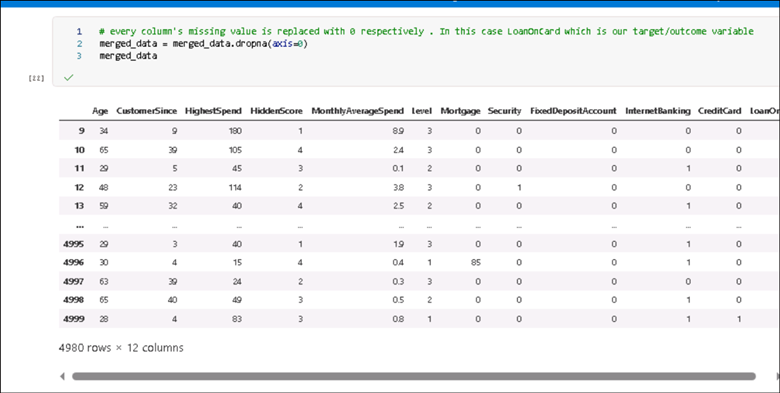 1 # every column's missing value is replaced with 0 respectively . In this case LoanOnCard which is our target/outcome variable
2 merged_data = merged_data.dropna(axis=0)
3 merged_data
[22]
Age CustomerSince HighestSpend HiddenScore MonthlyAverageSpend Level Mortgage Security FixedDepositAccount InternetBanking CreditCard LoanOn
9 34 9 180 1 8.9 3 0 0 0 0 0
10 65 39 105 4 2.4 3 0 0 0 0 0
11 29 5 45 3 0.1 2 0 0 0 1 0
12 48 23 114 2 3.8 3 0 1 0 0 0
13 59 32 40 4 2.5 2 0 0 0 1 0
... ... ... ... ... ... ... ... ... ... ... ...
4995 29 3 40 1 1.9 3 0 0 0 1 0
4996 30 4 15 4 0.4 1 85 0 0 1 0
4997 63 39 24 2 0.3 3 0 0 0 0 0
4998 65 40 49 3 0.5 2 0 0 0 1 0
4999 28 4 83 3 0.8 1 0 0 0 1 1
4980 rows × 12 columns